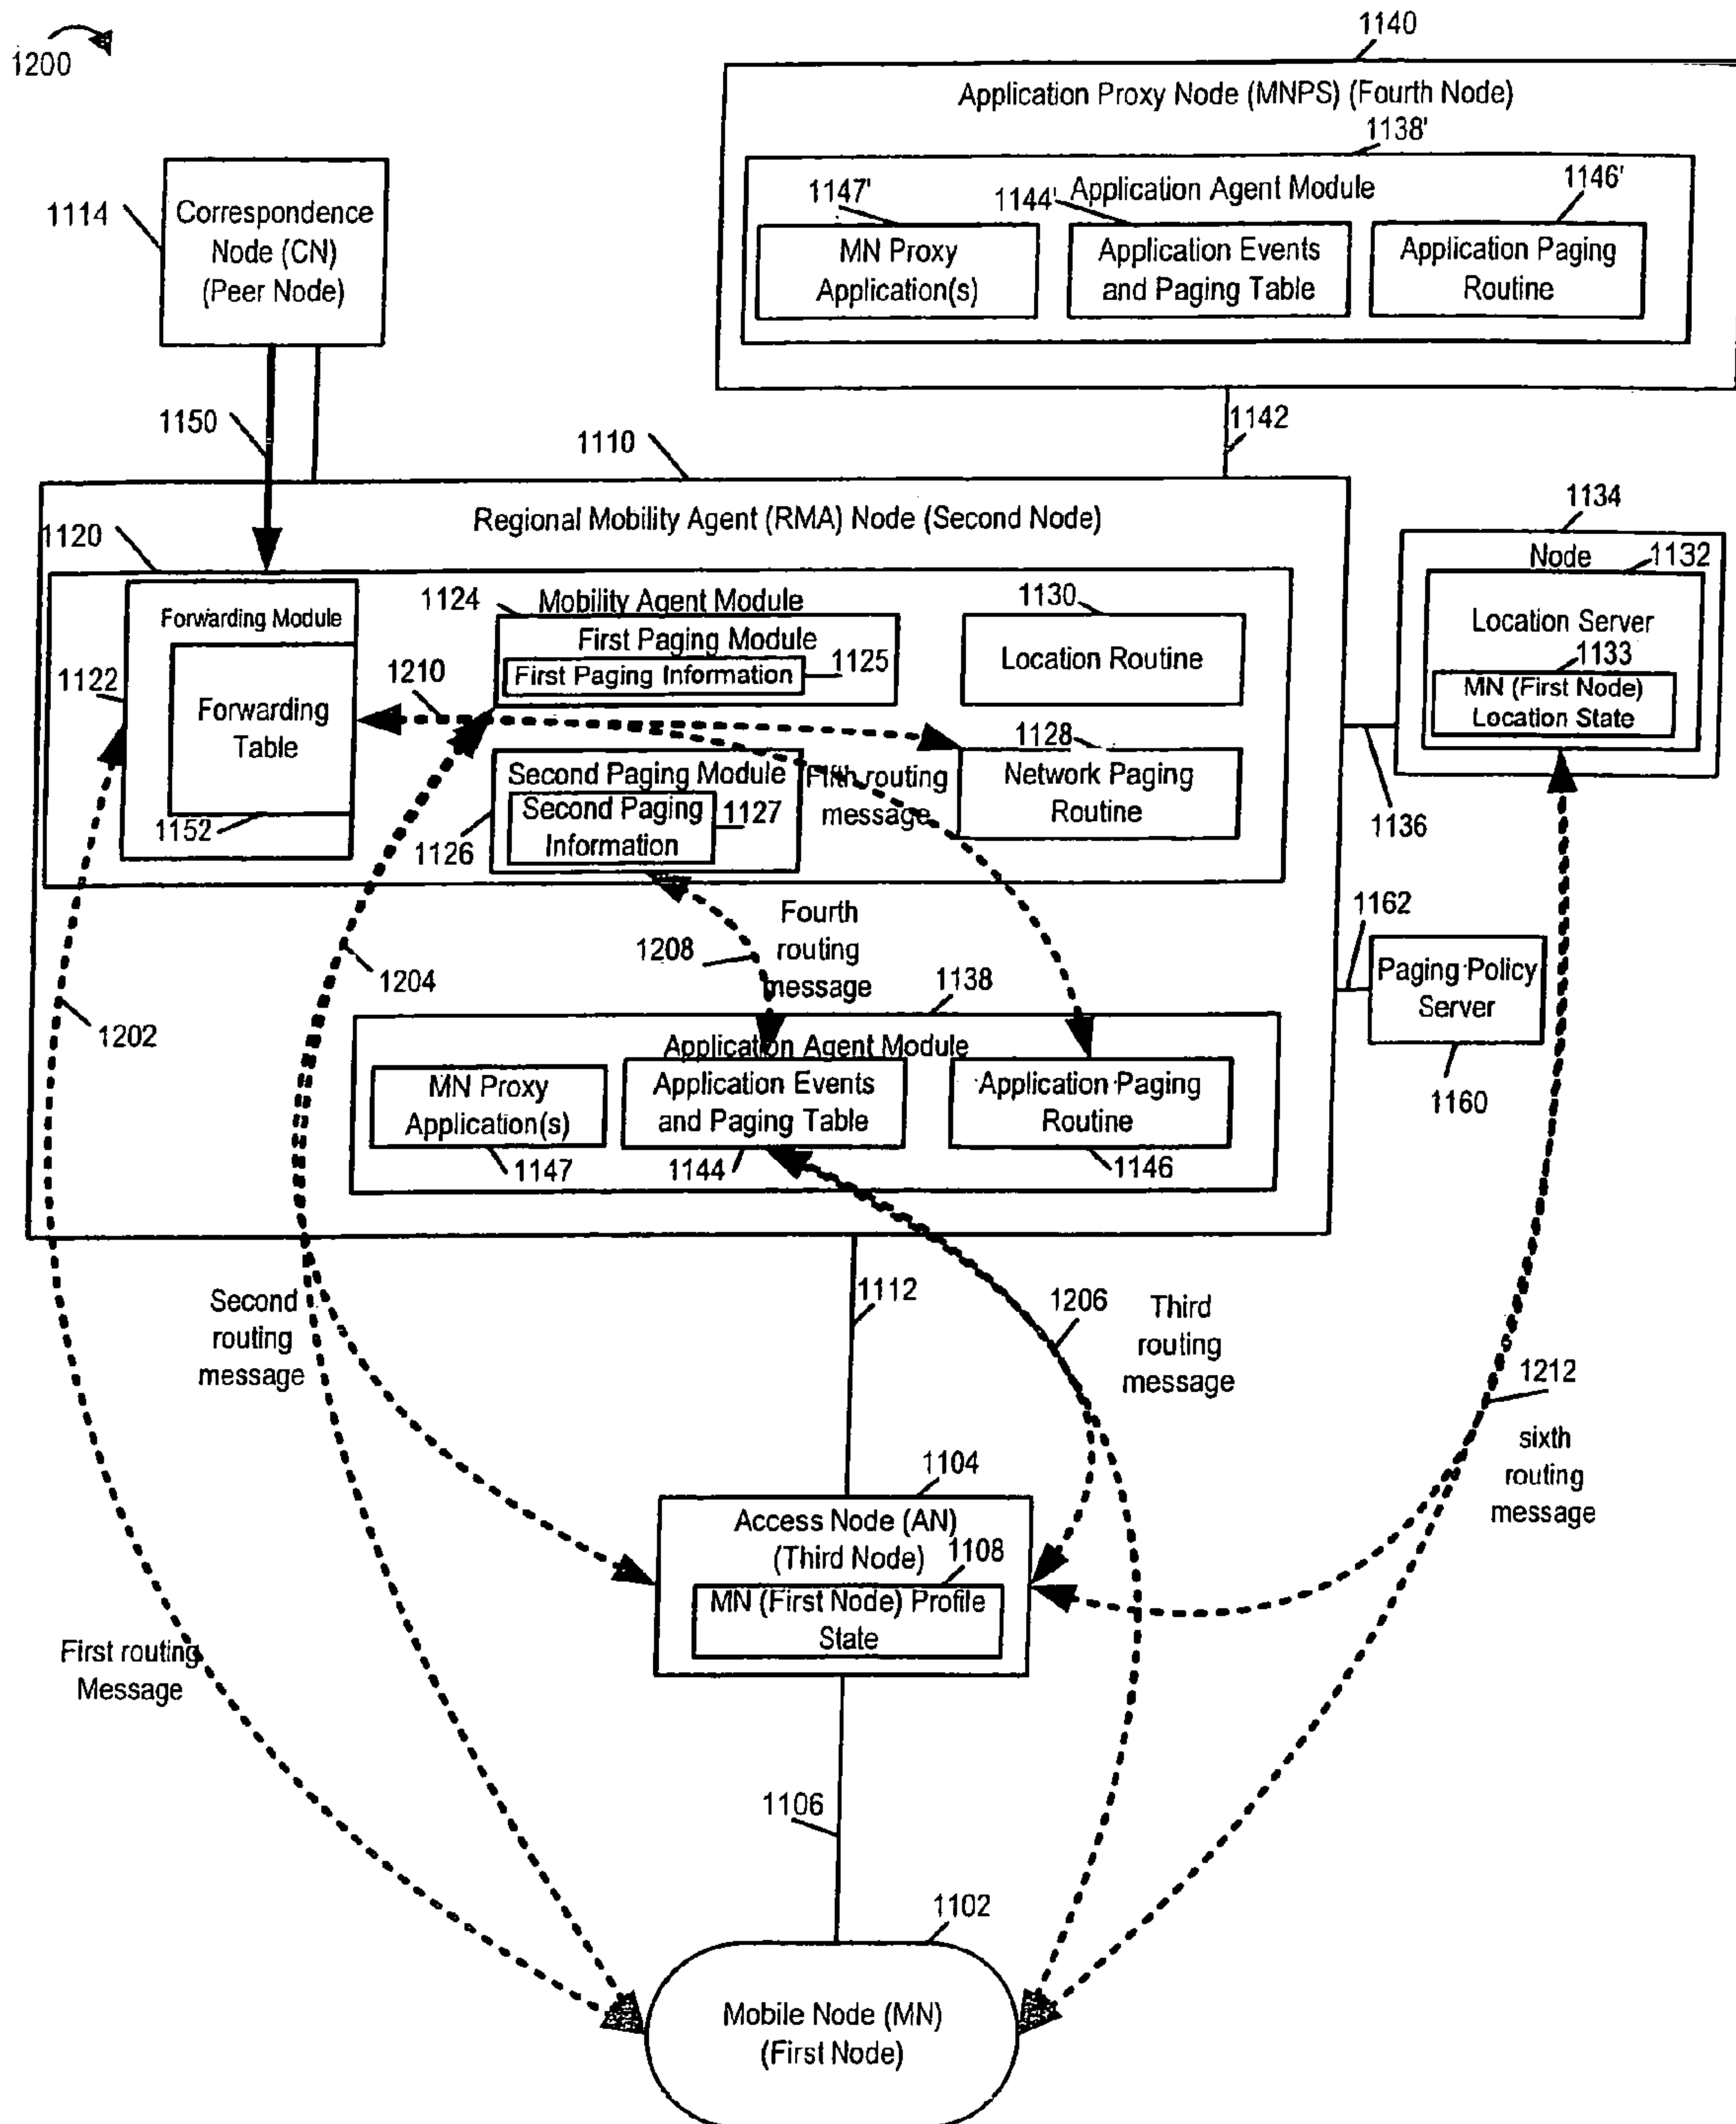 1200
1140
Application Proxy Node (MNPS) (Fourth Node)
1138'
Application Agent Module
1147'
1144'
1146'
MN Proxy
Application(s)
Application Events
and Paging Table
Application Paging
Routine
1114
Correspondence
Node (CN)
(Peer Node)
1150
1142
1110
Regional Mobility Agent (RMA) Node (Second Node)
1120
1124
Mobility Agent Module
1130
Forwarding Module
First Paging Module
First Paging Information
1125
Location Routine
1122
1210
Forwarding
Table
1152
1128
Second Paging Module
Second Paging
Information
1127
1126
Fifth routing
message
Network Paging
Routine
1134
Node
1132
Location Server
1133
MN (First Node)
Location State
1136
1162
Paging Policy
Server
1160
Fourth
routing
message
1208
1204
1202
1138
Application Agent Module
MN Proxy
Application(s)
Application Events
and Paging Table
Application Paging
Routine
1147
1144
1146
1112
Second
routing
message
1206
Third
routing
message
1212
sixth
routing
message
1104
Access Node (AN)
(Third Node)
1108
MN (First Node) Profile
State
First routing
Message
1106
1102
Mobile Node (MN)
(First Node)